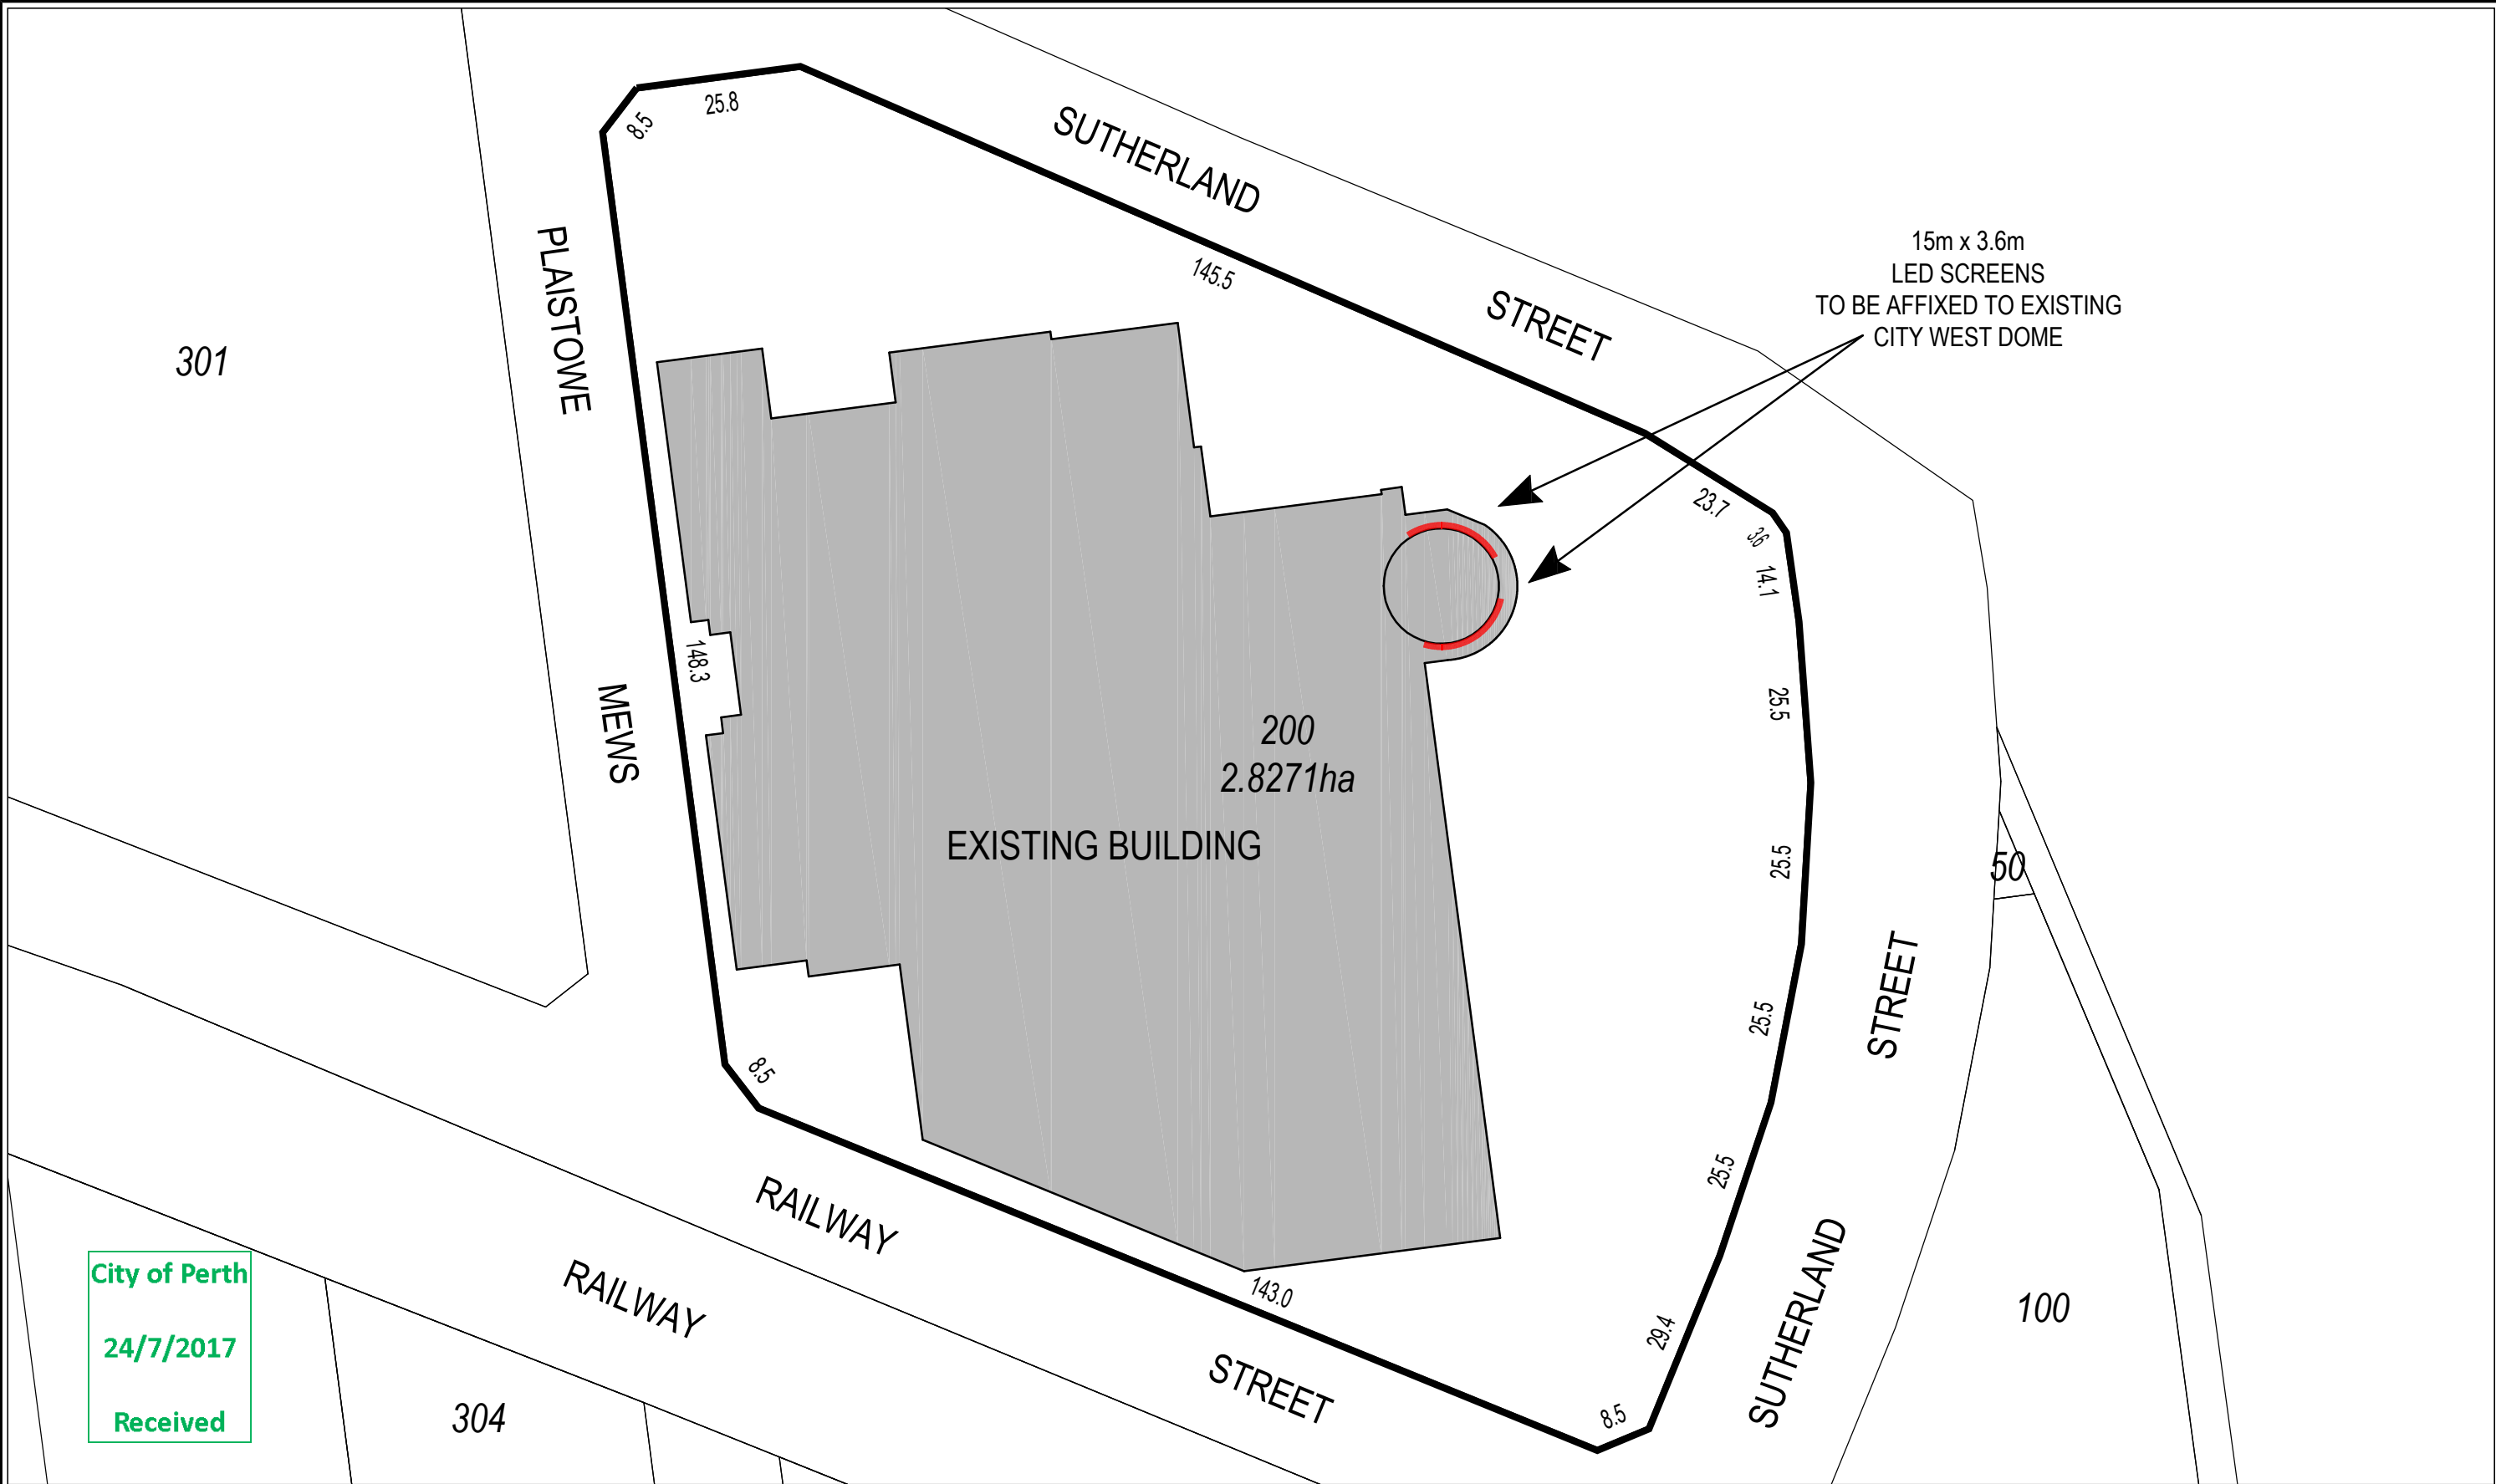 25.8
8.5
SUTHERLAND
STREET
145.5
PLAISTOWE
MEWS
301
15m x 3.6m
LED SCREENS
TO BE AFFIXED TO EXISTING
CITY WEST DOME
23.7
3.6
14.1
148.3
25.5
200
2.8271ha
EXISTING BUILDING
25.5
50
STREET
SUTHERLAND
25.5
8.5
25.5
RAILWAY
RAILWAY
STREET
143.0
29.4
8.5
100
304
City of Perth
24/7/2017
Received